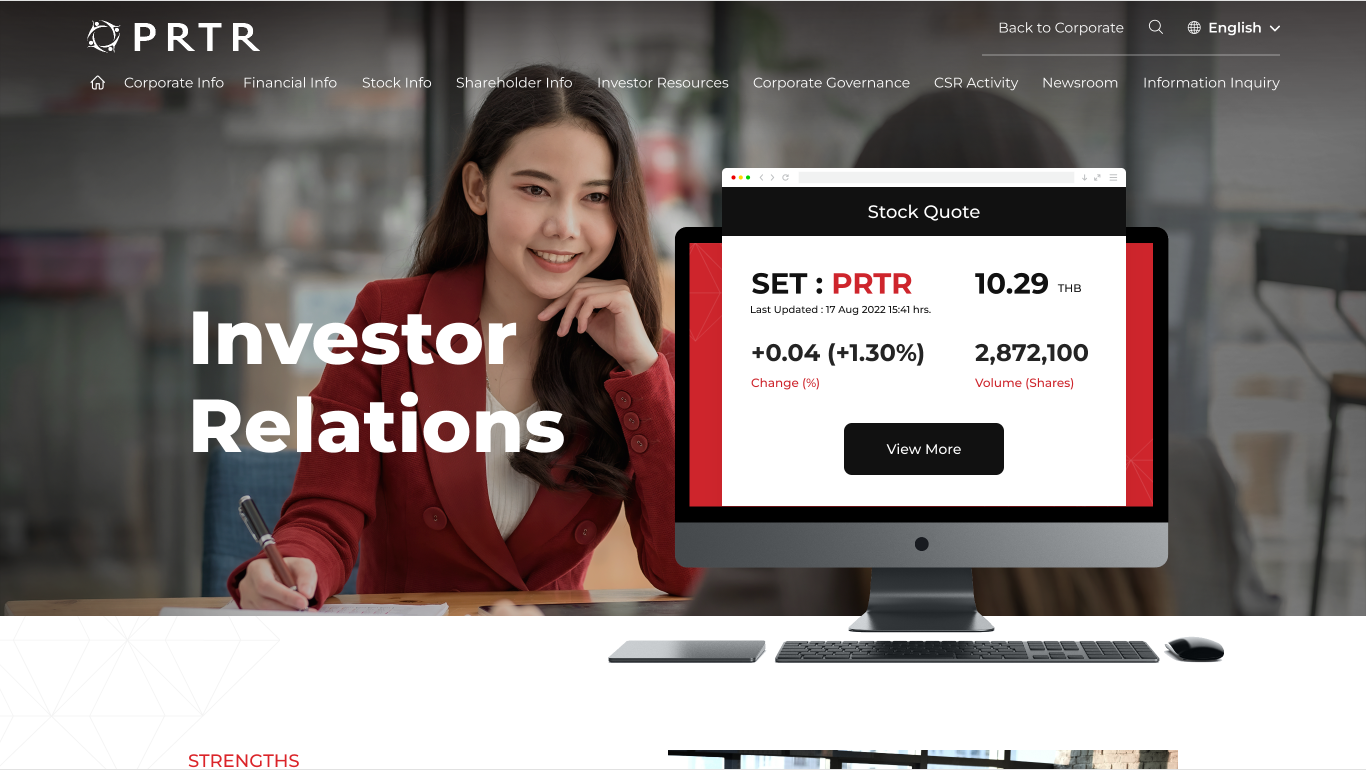 PRTR
Back to Corporate
English
Corporate Info
Financial Info
Stock Info
Shareholder Info
Investor Resources
Corporate Governance
CSR Activity
Newsroom
Information Inquiry
Investor
Relations
Stock Quote
SET : PRTR
10.29 THB
Last Updated : 17 Aug 2022 15:41 hrs.
+0.04 (+1.30%)
2,872,100
Change (%)
Volume (Shares)
View More
STRENGTHS